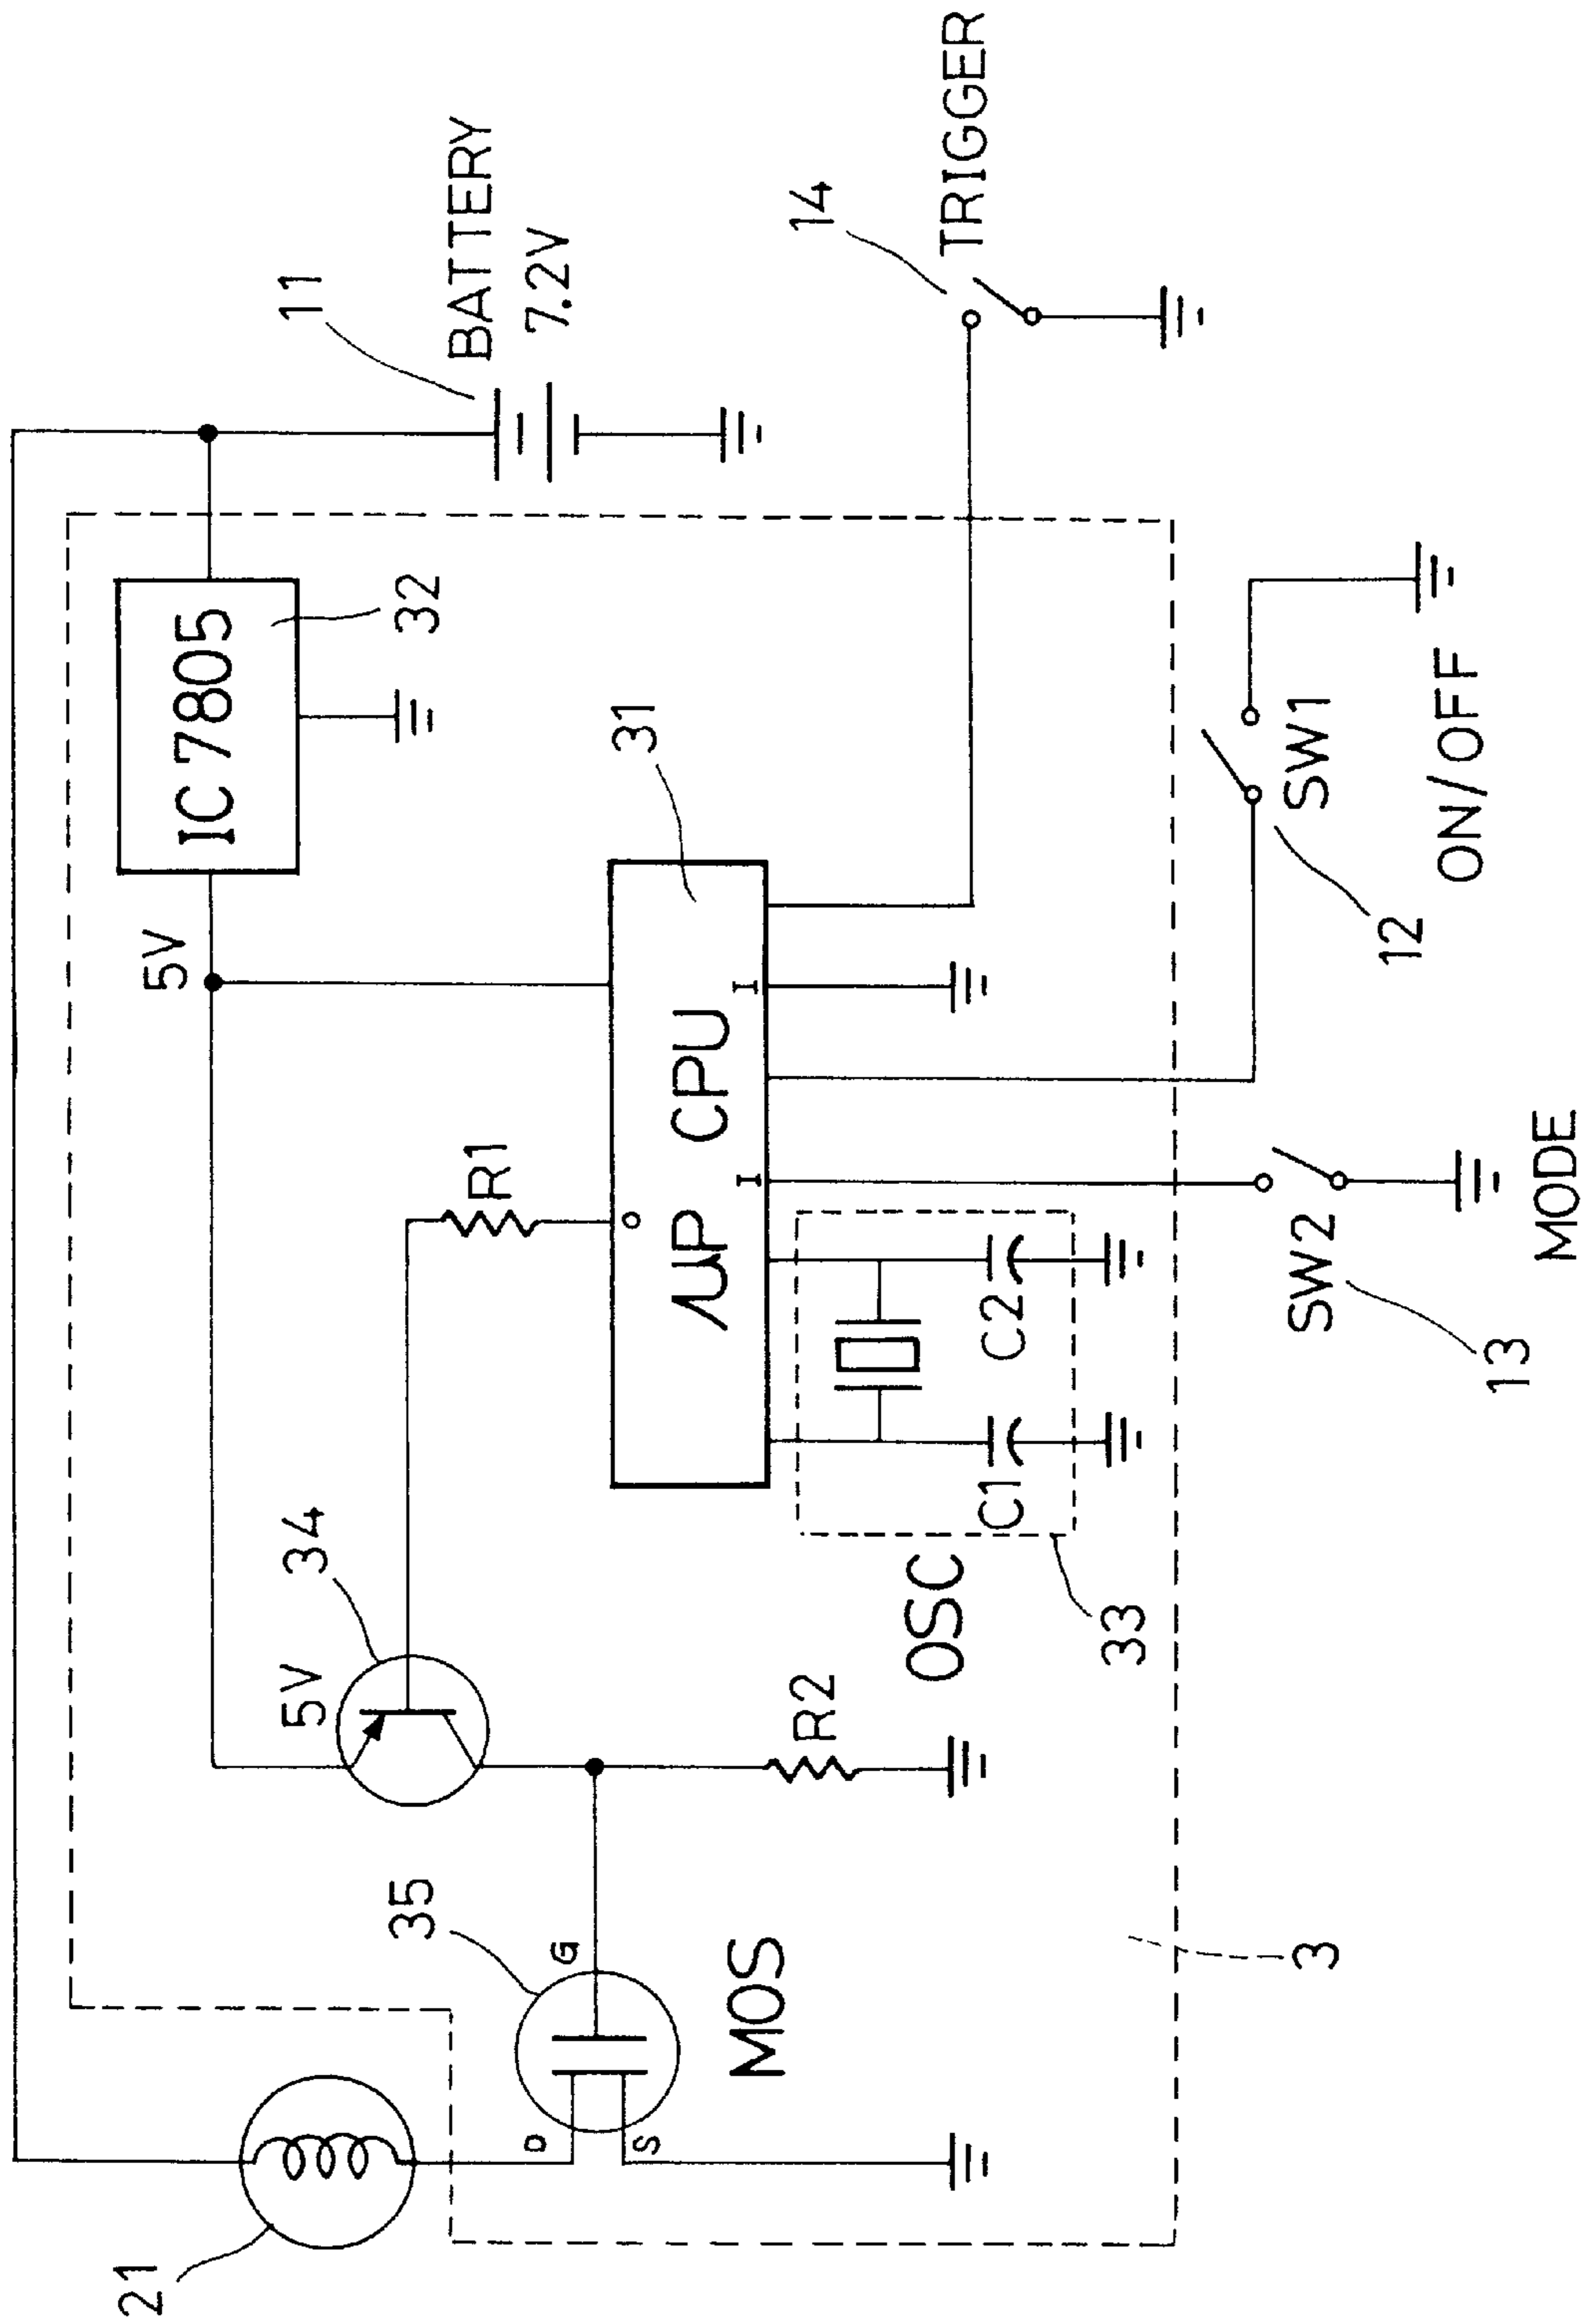 21
5V
IC 7805
5V
34
11
35
32
R1
BATTERY
7.2V
D
G
S
O
31
µP CPU
I
I
MOS
R2
14
OSC
TRIGGER
C1
C2
33
3
SW2
SW1
12
ON/OFF
13
MODE